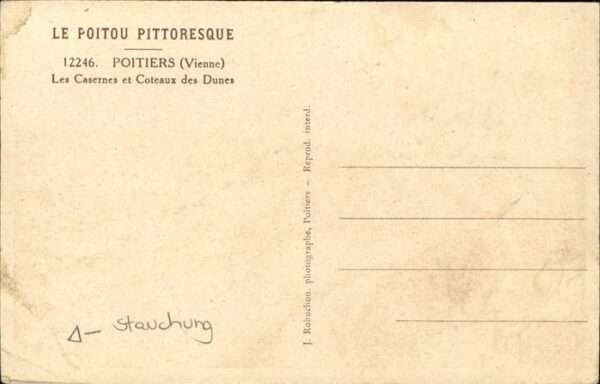 LE POITOU PITTORESQUE
12246. POITIERS (Vienne)
Les Casernes et Coteaux des Dunes
J. Robuchon, photographe, Poitiers — Reprod. interd.
Stauchung